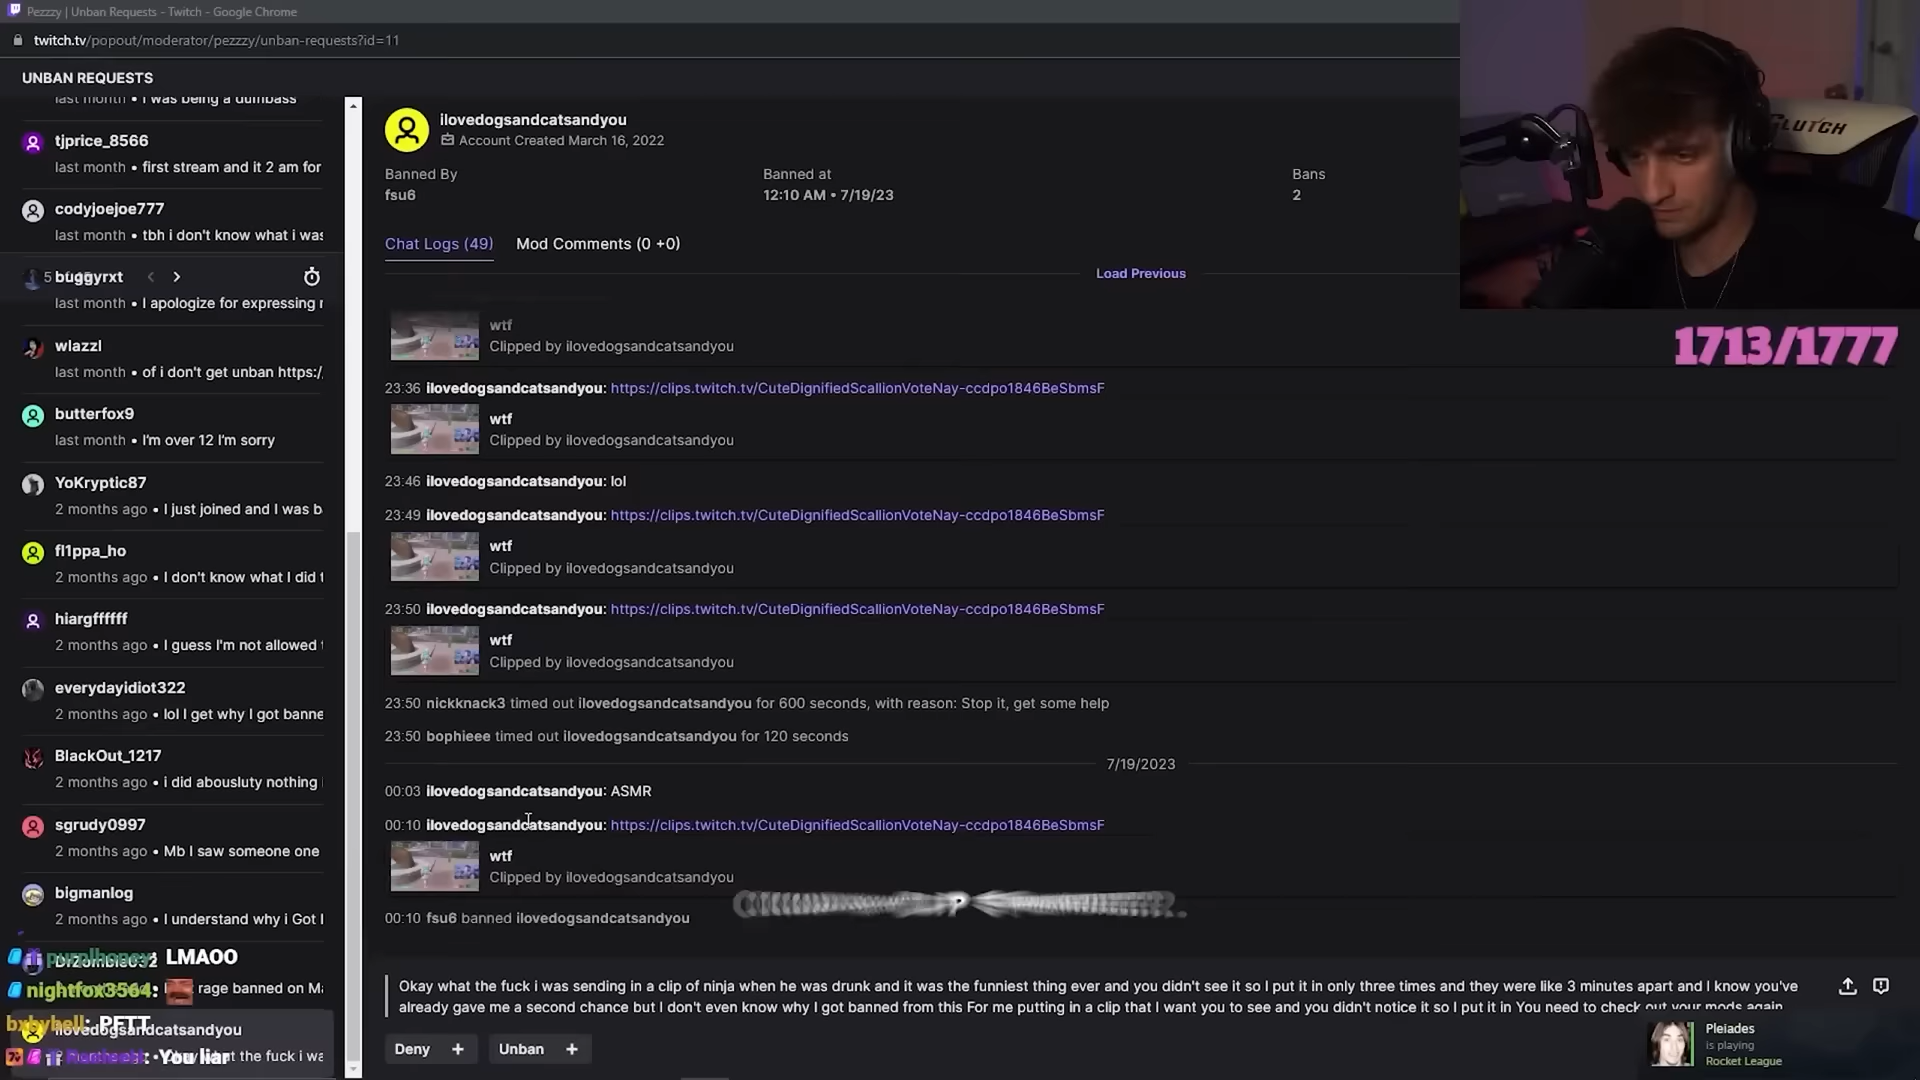 Pezzzy | Unban Requests - Twitch - Google Chrome
twitch.tv/popout/moderator/pezzzy/unban-requests?id=11
UNBAN REQUESTS
last month • I was being a dumbass
tjprice_8566
last month • first stream and it 2 am for
codyjoejoe777
last month • tbh i don't know what i was
buggyrxt
last month • I apologize for expressing r
wlazzl
last month • of i don't get unban https:/
butterfox9
last month • I'm over 12 I'm sorry
YoKryptic87
2 months ago • I just joined and I was b
fl1ppa_ho
2 months ago • I don't know what I did t
hiargffffff
2 months ago • I guess I'm not allowed
everydayidiot322
2 months ago • lol I get why I got banne
BlackOut_1217
2 months ago • i did abousluty nothing
sgrudy0997
2 months ago • Mb I saw someone one
bigmanlog
2 months ago • I understand why i Got
purplhoney: LMAOO
nightfox3564: rage banned on Ma
bxbybell: PFTT
ilovedogsandcatsandyou
: You liar
at the fuck i wa
ilovedogsandcatsandyou
Account Created March 16, 2022
Banned By
fsu6
Banned at
12:10 AM • 7/19/23
Bans
2
Chat Logs (49) Mod Comments (0 +0)
Load Previous
wtf
Clipped by ilovedogsandcatsandyou
23:36 ilovedogsandcatsandyou: https://clips.twitch.tv/CuteDignifiedScallionVoteNay-ccdpo1846BeSbmsF
wtf
Clipped by ilovedogsandcatsandyou
23:46 ilovedogsandcatsandyou: lol
23:49 ilovedogsandcatsandyou: https://clips.twitch.tv/CuteDignifiedScallionVoteNay-ccdpo1846BeSbmsF
wtf
Clipped by ilovedogsandcatsandyou
23:50 ilovedogsandcatsandyou: https://clips.twitch.tv/CuteDignifiedScallionVoteNay-ccdpo1846BeSbmsF
wtf
Clipped by ilovedogsandcatsandyou
23:50 nickknack3 timed out ilovedogsandcatsandyou for 600 seconds, with reason: Stop it, get some help
23:50 bophieee timed out ilovedogsandcatsandyou for 120 seconds
7/19/2023
00:03 ilovedogsandcatsandyou: ASMR
00:10 ilovedogsandcatsandyou: https://clips.twitch.tv/CuteDignifiedScallionVoteNay-ccdpo1846BeSbmsF
wtf
Clipped by ilovedogsandcatsandyou
00:10 fsu6 banned ilovedogsandcatsandyou
Okay what the fuck i was sending in a clip of ninja when he was drunk and it was the funniest thing ever and you didn't see it so I put it in only three times and they were like 3 minutes apart and I know you've
already gave me a second chance but I don't even know why I got banned from this For me putting in a clip that I want you to see and you didn't notice it so I put it in You need to check out your mods again
Deny + Unban +
CLUTCH
1713/1777
Pleiades
is playing
Rocket League